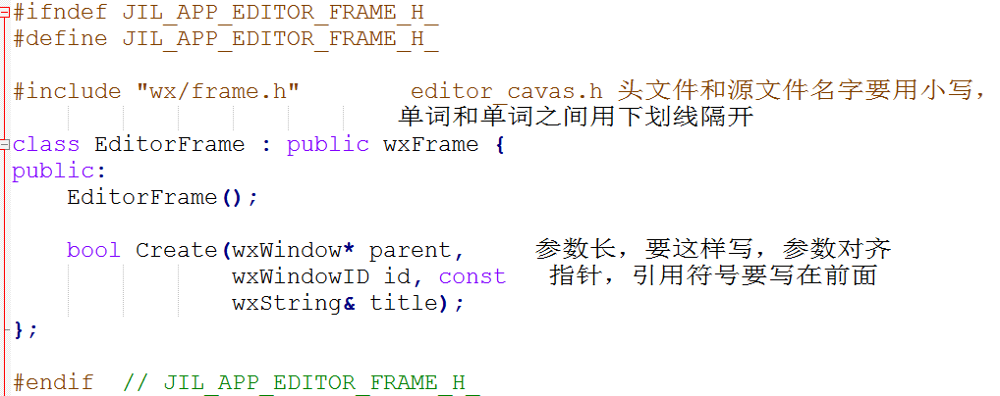 #ifndef JIL_APP_EDITOR_FRAME_H_
#define JIL_APP_EDITOR_FRAME_H_
#include "wx/frame.h" editor_cavas.h 头文件和源文件名字要用小写，
单词和单词之间用下划线隔开
class EditorFrame : public wxFrame {
public:
EditorFrame();
bool Create(wxWindow* parent, 参数长，要这样写，参数对齐
wxWindowID id, const 指针，引用符号要写在前面
wxString& title);
};
#endif // JIL_APP_EDITOR_FRAME_H_